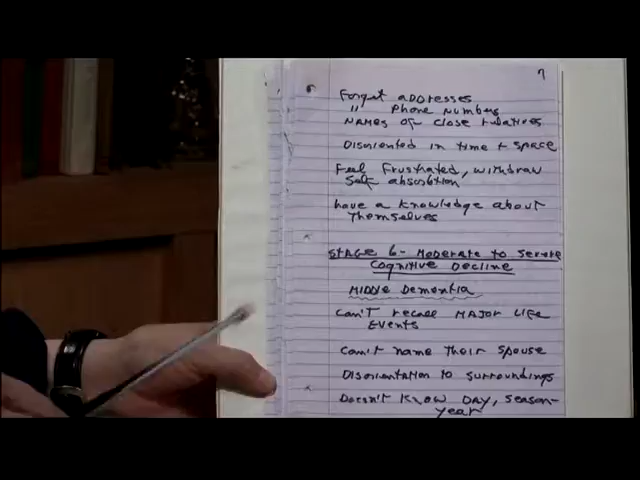 7
Forget addresses
" Phone Numbers
Names of close relatives
Disoriented in time + space
Feel frustrated, withdraw
Self absorbtion
have a knowledge about
themselves
Stage 6 - Moderate to Severe
Cognitive Decline
Middle Dementia
Can't recall MAJOR Life
Events
Can't name their spouse
Disorientation to surroundings
Doesn't know DAY, season-
year